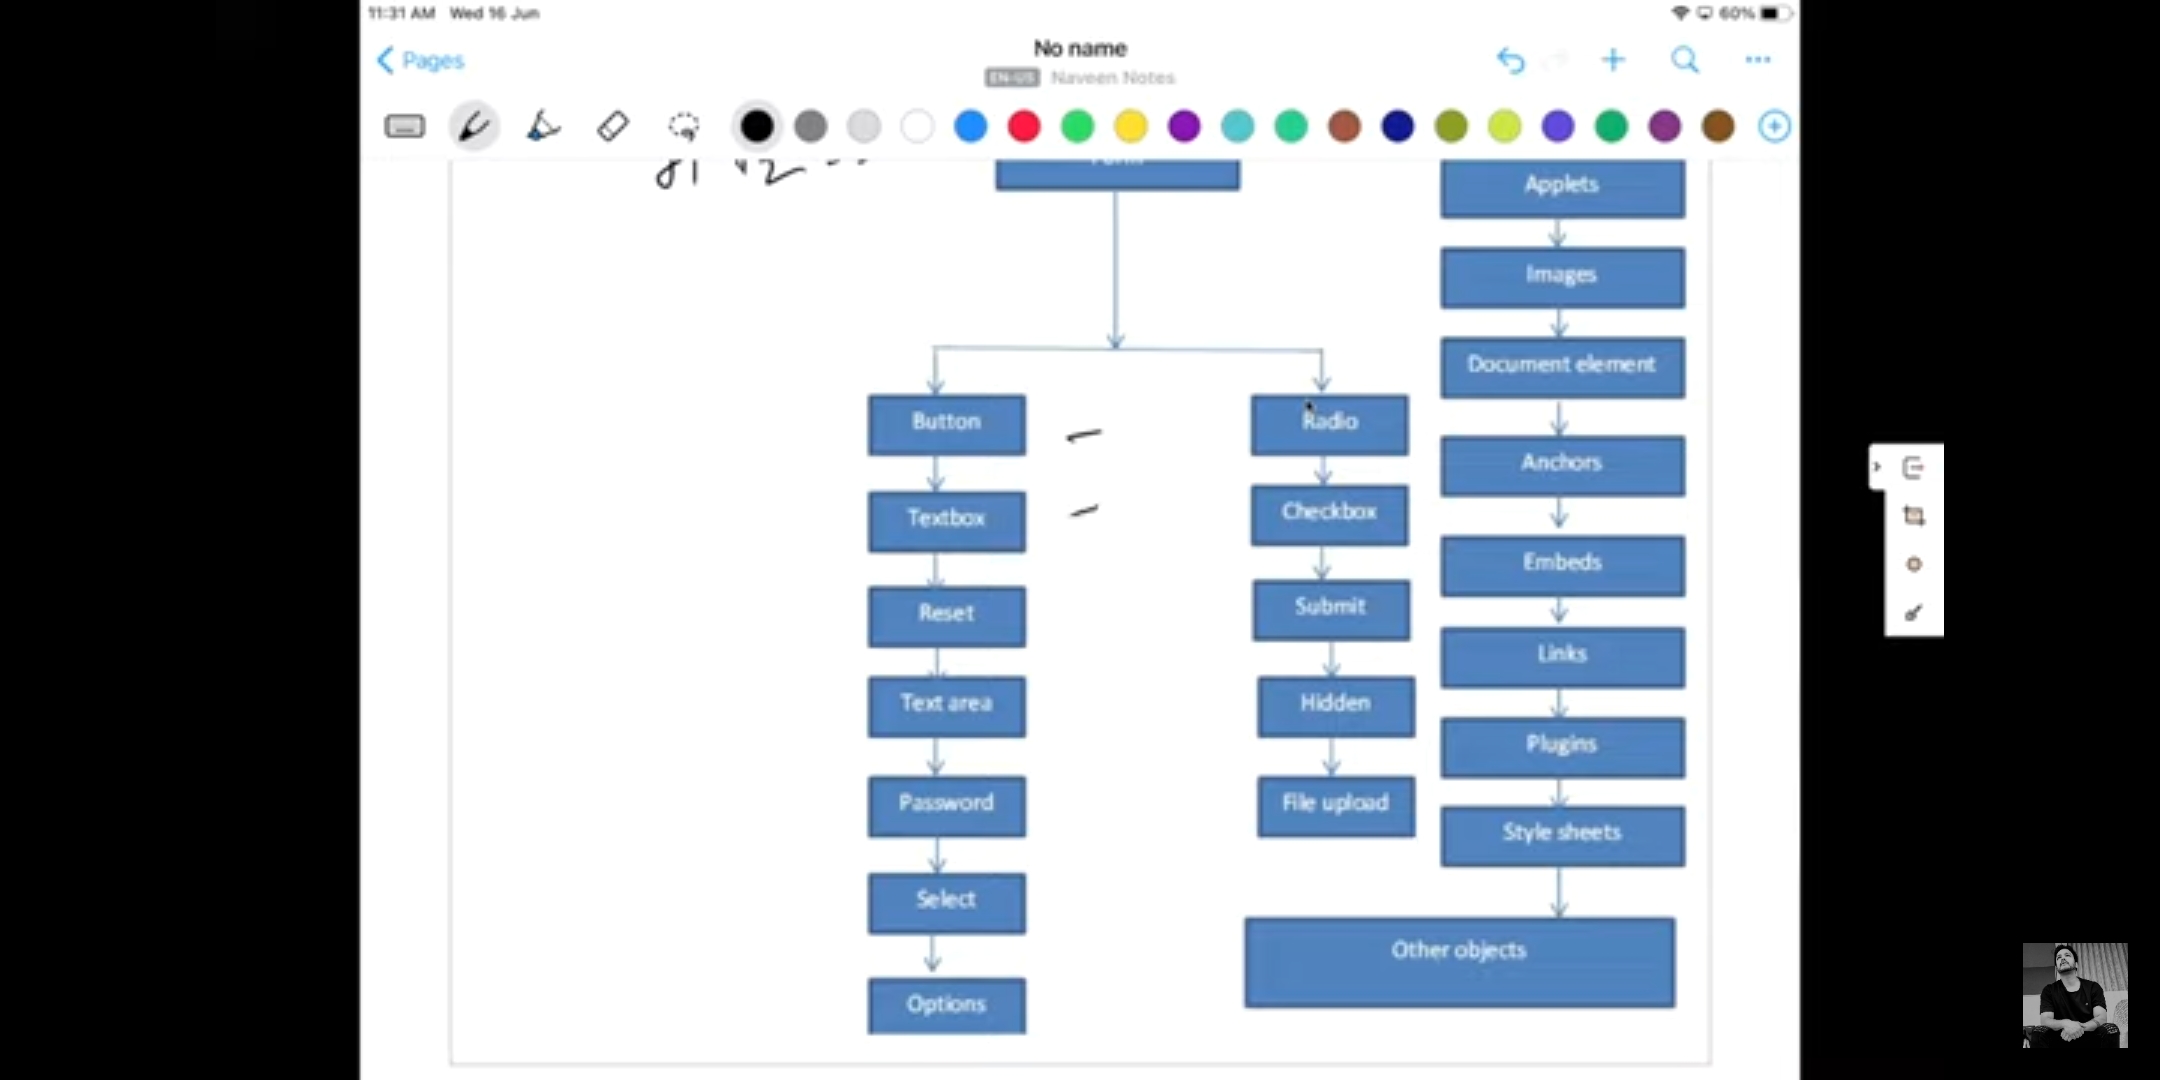 11:31 AM Wed 16 Jun
60%
Pages
No name
EN-US Naveen Notes
Form
Button
Textbox
Reset
Text area
Password
Select
Options
Radio
Checkbox
Submit
Hidden
File upload
Applets
Images
Document element
Anchors
Embeds
Links
Plugins
Style sheets
Other objects